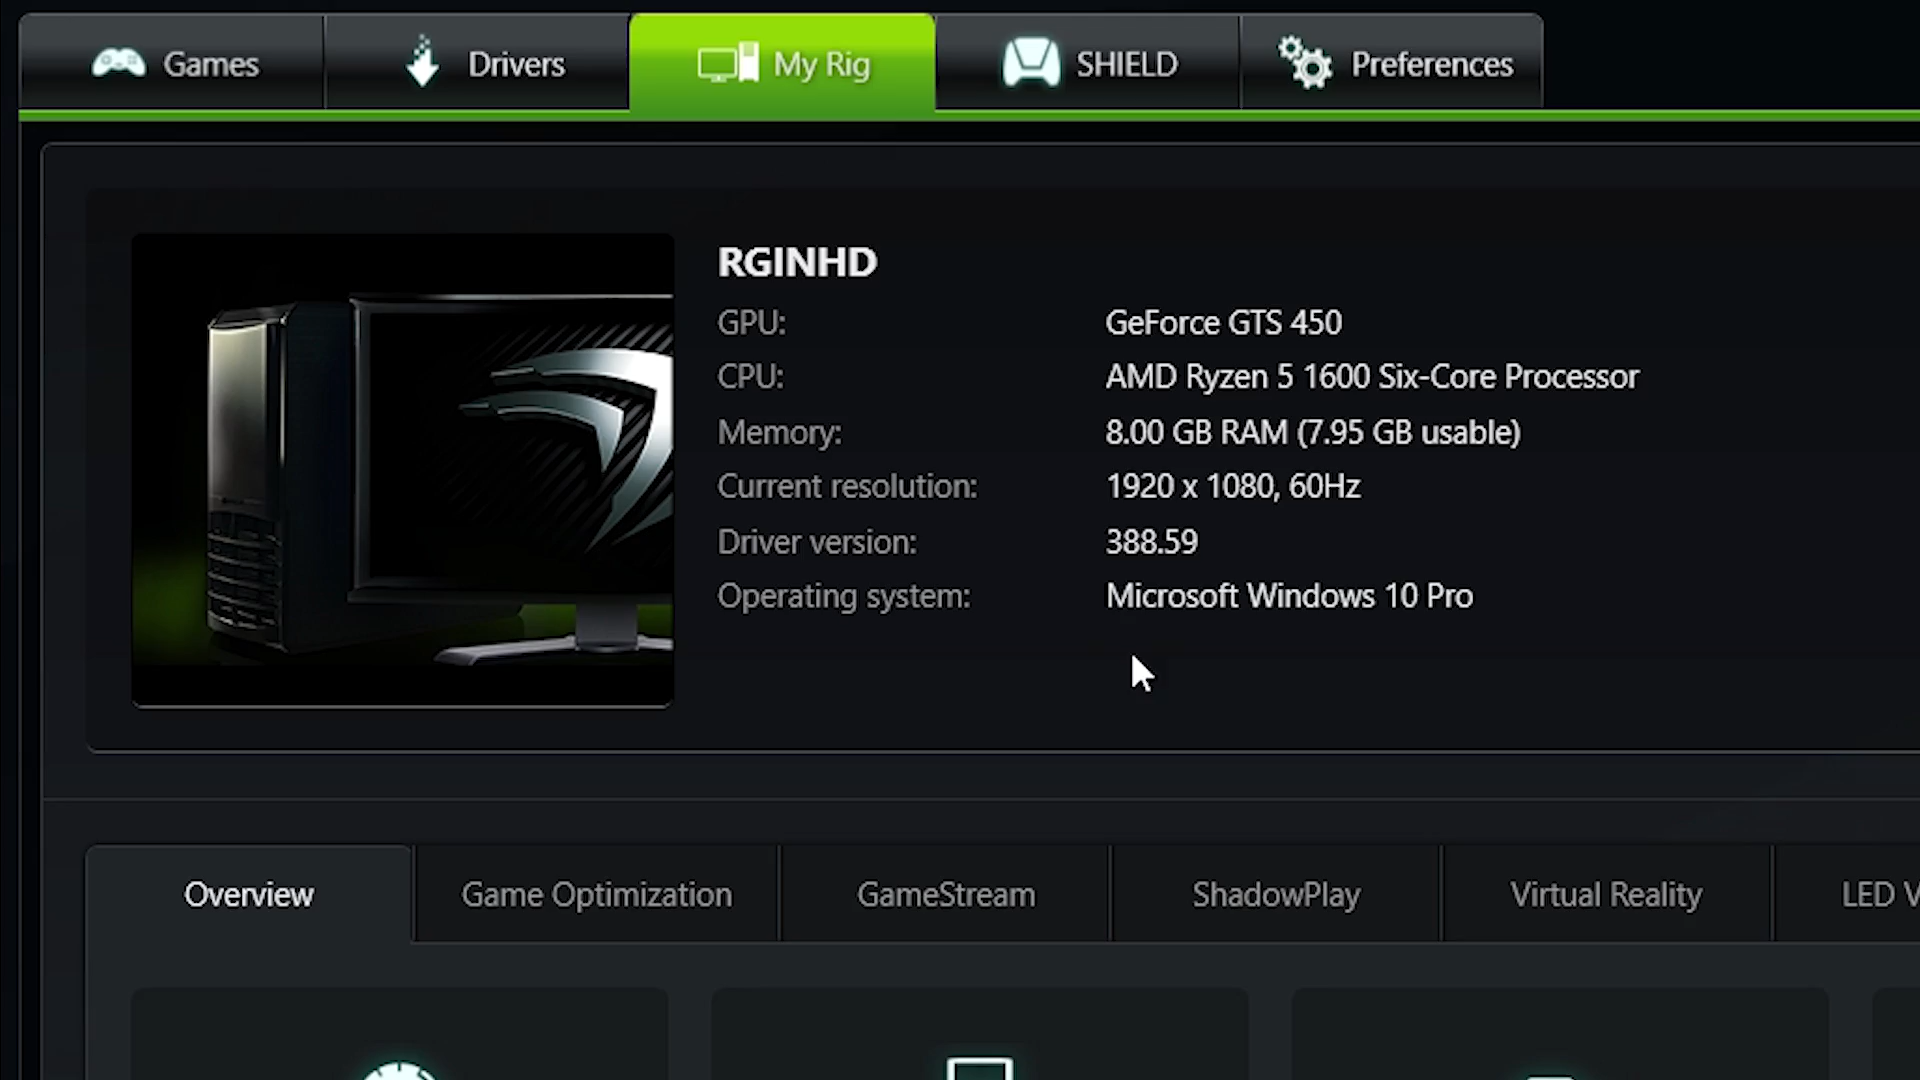 Games
Drivers
My Rig
SHIELD
Preferences
RGINHD
GPU: GeForce GTS 450
CPU: AMD Ryzen 5 1600 Six-Core Processor
Memory: 8.00 GB RAM (7.95 GB usable)
Current resolution: 1920 x 1080, 60Hz
Driver version: 388.59
Operating system: Microsoft Windows 10 Pro
Overview
Game Optimization
GameStream
ShadowPlay
Virtual Reality
LED V